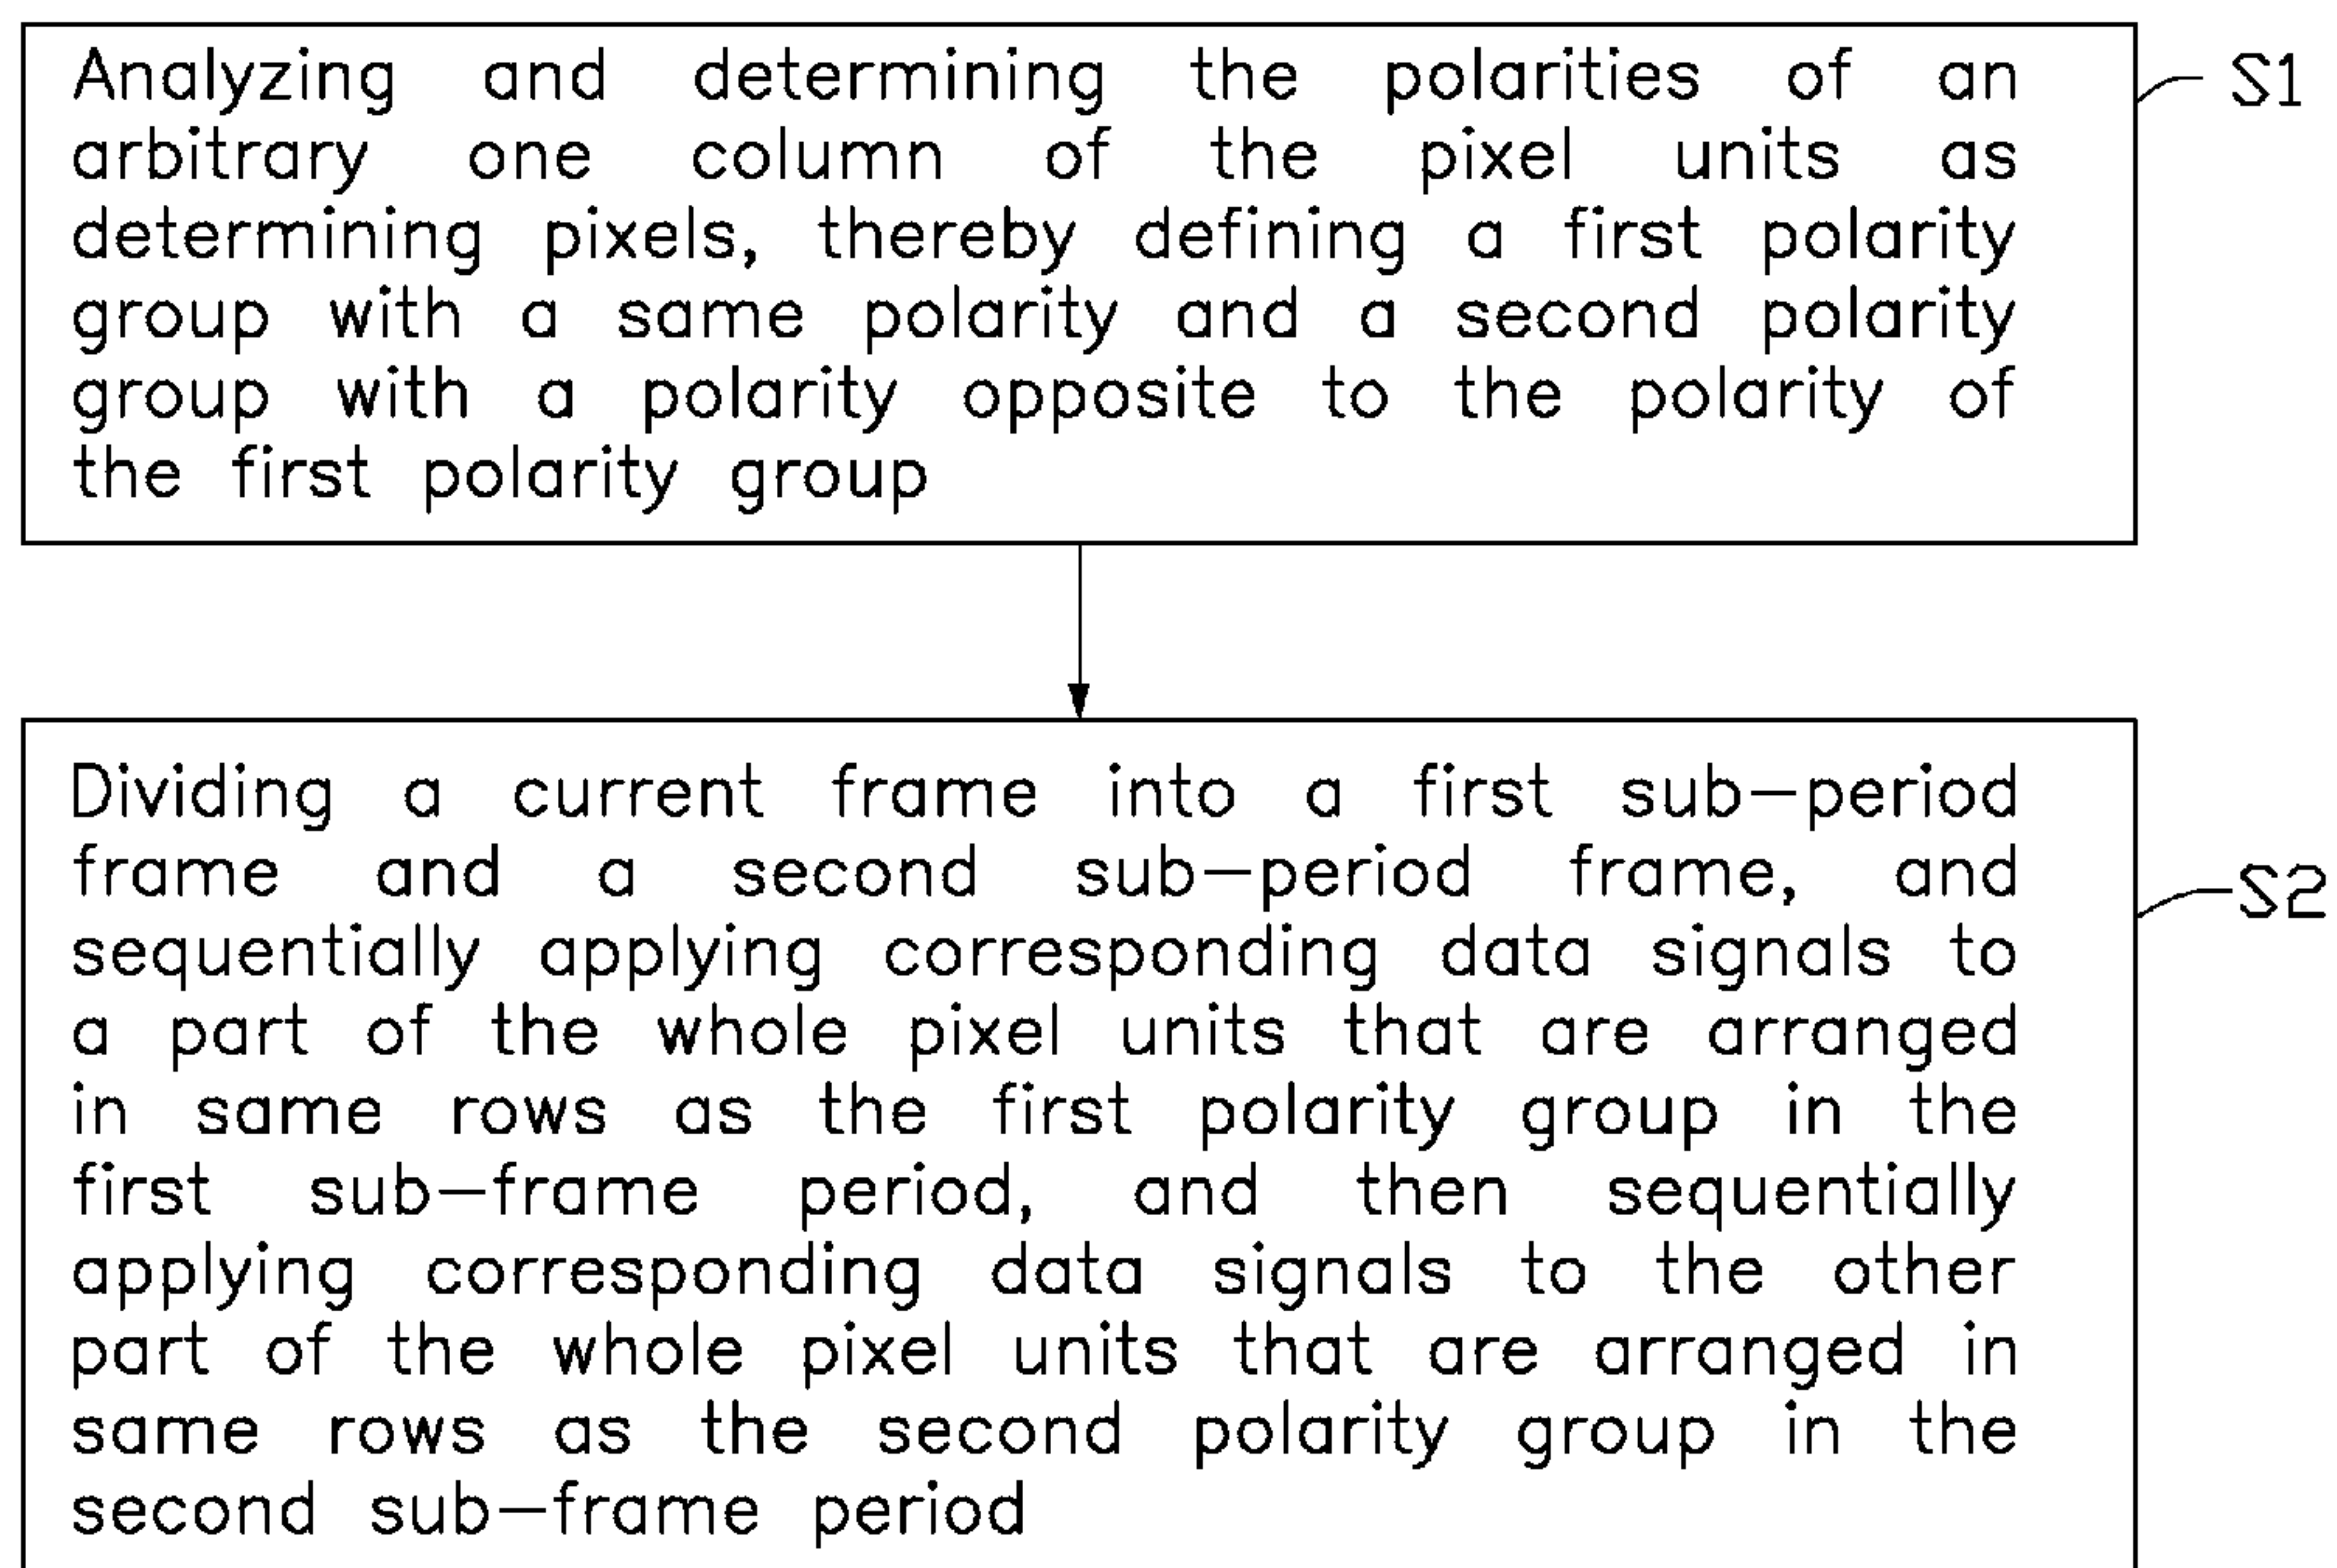 Analyzing and determining the polarities of an
arbitrary one column of the pixel units as
determining pixels, thereby defining a first polarity
group with a same polarity and a second polarity
group with a polarity opposite to the polarity of
the first polarity group
S1
Dividing a current frame into a first sub-period
frame and a second sub-period frame, and
sequentially applying corresponding data signals to
a part of the whole pixel units that are arranged
in same rows as the first polarity group in the
first sub-frame period, and then sequentially
applying corresponding data signals to the other
part of the whole pixel units that are arranged in
same rows as the second polarity group in the
second sub-frame period
S2